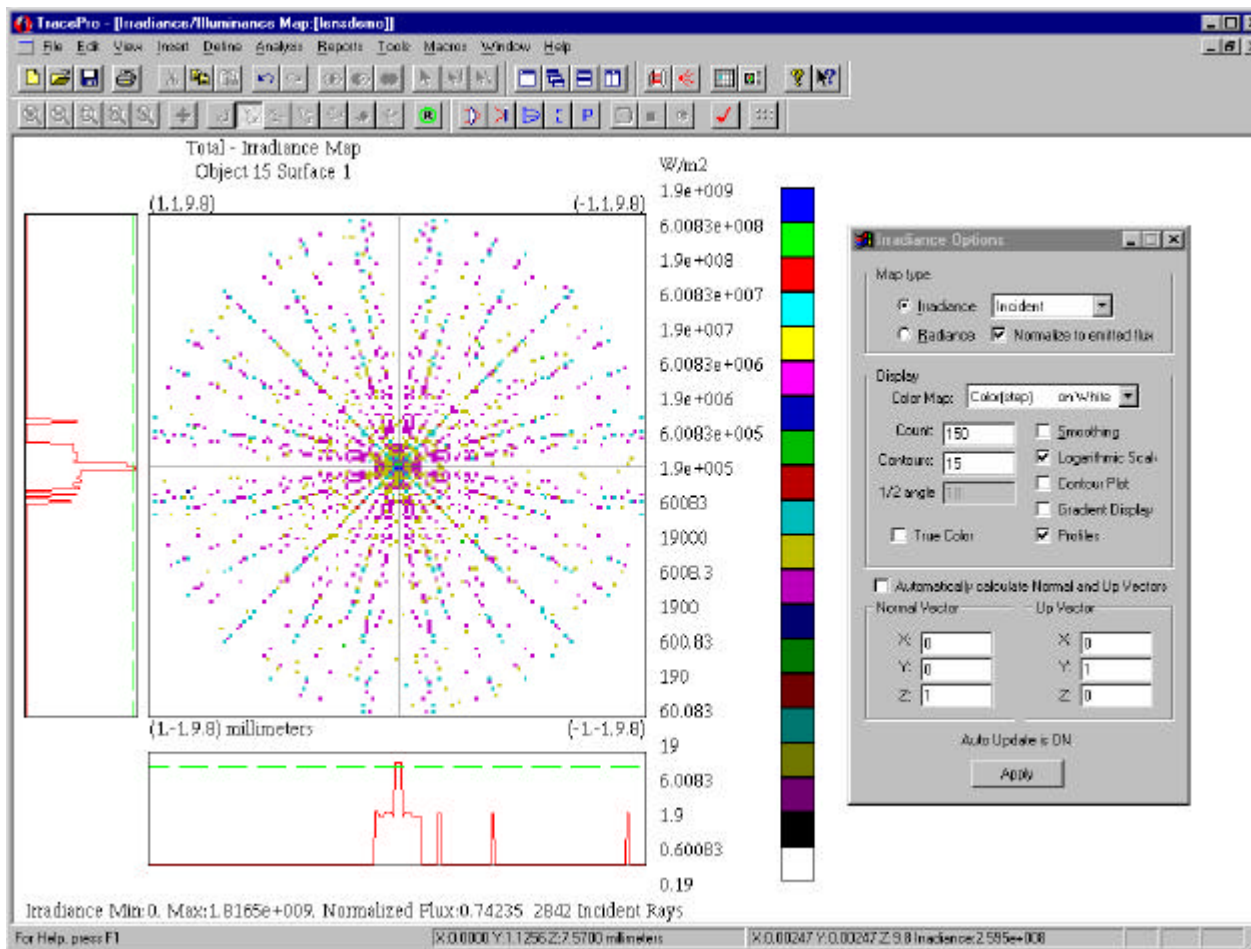 TracePro - [Irradiance/Illuminance Map:[lensdemo]]
File Edit View Insert Define Analysis Reports Tools Macros Window Help
Total - Irradiance Map
Object 15 Surface 1
(1,1,9.8) (-1,1,9.8)
(1,-1,9.8) millimeters (-1,-1,9.8)
W/m2
1.9e+009
6.0083e+008
1.9e+008
6.0083e+007
1.9e+007
6.0083e+006
1.9e+006
6.0083e+005
1.9e+005
60083
19000
6008.3
1900
600.83
190
60.083
19
6.0083
1.9
0.60083
0.19
Irradiance Options
Map type
Irradiance Incident
Radiance Normalize to emitted flux
Display
Color Map: Color(step) on White
Count: 150
Contours: 15
1/2 angle
Smoothing
Logarithmic Scale
Contour Plot
Gradient Display
True Color
Profiles
Automatically calculate Normal and Up Vectors
Normal Vector Up Vector
X: 0 X: 0
Y: 0 Y: 1
Z: 1 Z: 0
Auto Update is ON
Apply
Irradiance Min:0, Max:1.8165e+009, Normalized Flux:0.74235 2842 Incident Rays
For Help, press F1
X:0.0000 Y:1.1256 Z:7.5700 millimeters
X:0.00247 Y:0.00247 Z:9.8 Irradiance:2.595e+008